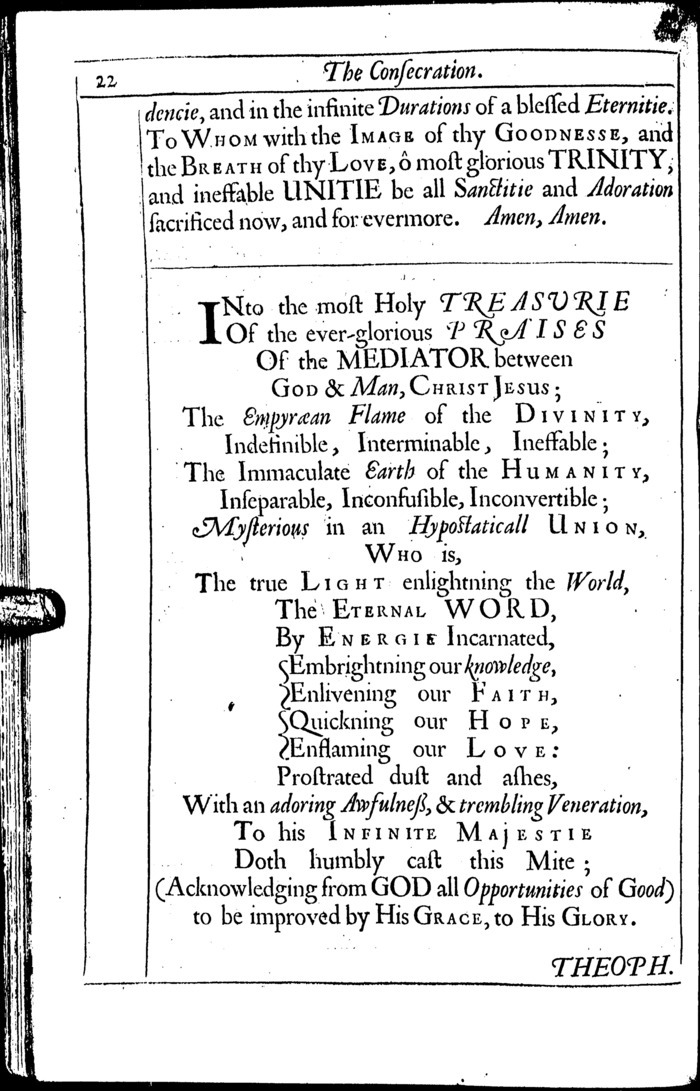 22 The Conſecration.
dencie, and in the infinite Durations of a bleſſed Eternitie.
To WHOM with the IMAGE of thy GOODNESSE, and
the BREATH of thy LOVE, ô moſt glorious TRINITY,
and ineffable UNITIE be all Sanctitie and Adoration
ſacrificed now, and for evermore. Amen, Amen.
INto the moſt Holy TREASURIE
Of the ever-glorious PRAISES
Of the MEDIATOR between
GOD & Man, CHRIST JESUS;
The Empyræan Flame of the DIVINITY,
Indefinible, Interminable, Ineffable;
The Immaculate Earth of the HUMANITY,
Inſeparable, Inconfuſible, Inconvertible;
Myſterious in an Hypoſtaticall UNION,
WHO is,
The true LIGHT enlightning the World,
The ETERNAL WORD,
By ENERGIE Incarnated,
Embrightning our knowledge,
Enlivening our FAITH,
Quickning our HOPE,
Enflaming our LOVE:
Proſtrated duſt and aſhes,
With an adoring Awfulneß, & trembling Veneration,
To his INFINITE MAJESTIE
Doth humbly caſt this Mite;
(Acknowledging from GOD all Opportunities of Good)
to be improved by His GRACE, to His GLORY.
THEOPH.